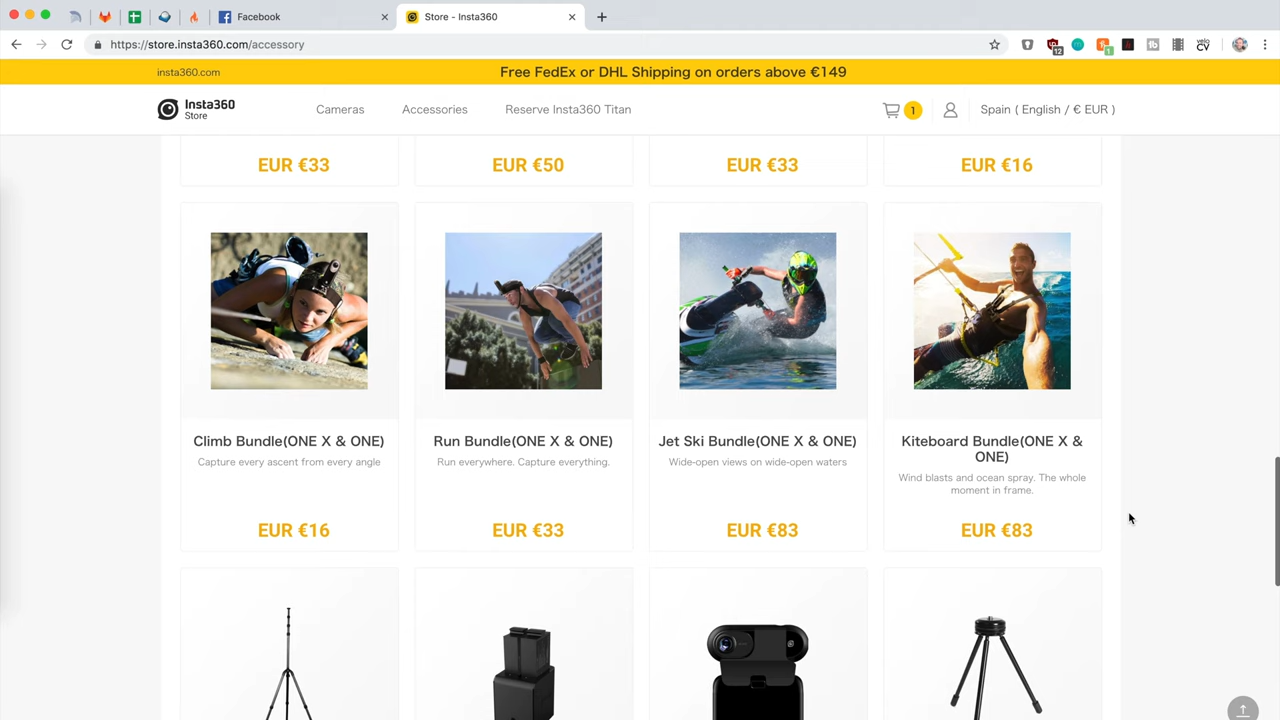 Facebook
Store - Insta360
https://store.insta360.com/accessory
12
1
CV
insta360.com
Free FedEx or DHL Shipping on orders above €149
Insta360
Store
Cameras
Accessories
Reserve Insta360 Titan
1
Spain ( English / € EUR )
EUR €33
EUR €50
EUR €33
EUR €16
Climb Bundle(ONE X & ONE)
Capture every ascent from every angle
EUR €16
Run Bundle(ONE X & ONE)
Run everywhere. Capture everything.
EUR €33
Jet Ski Bundle(ONE X & ONE)
Wide-open views on wide-open waters
EUR €83
Kiteboard Bundle(ONE X &
ONE)
Wind blasts and ocean spray. The whole
moment in frame.
EUR €83